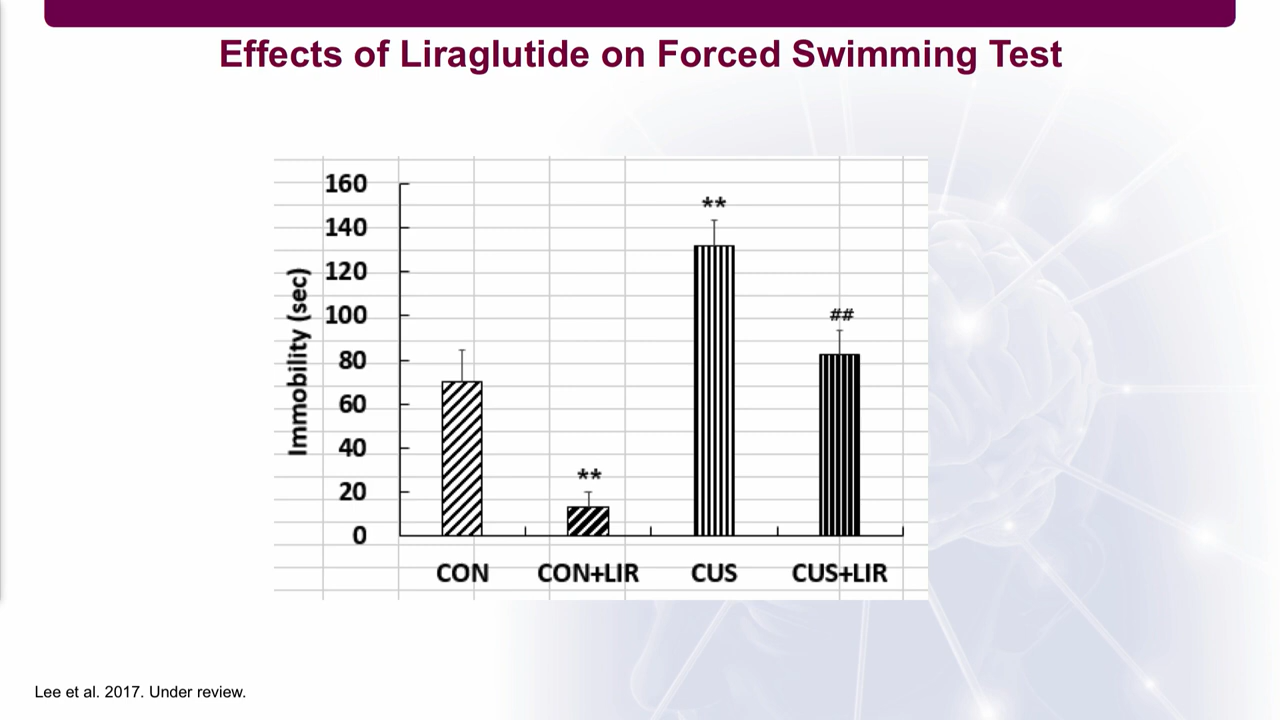 Effects of Liraglutide on Forced Swimming Test
Immobility (sec)
160
140
120
100
80
60
40
20
0
**
**
##
CON
CON+LIR
CUS
CUS+LIR
Lee et al. 2017. Under review.